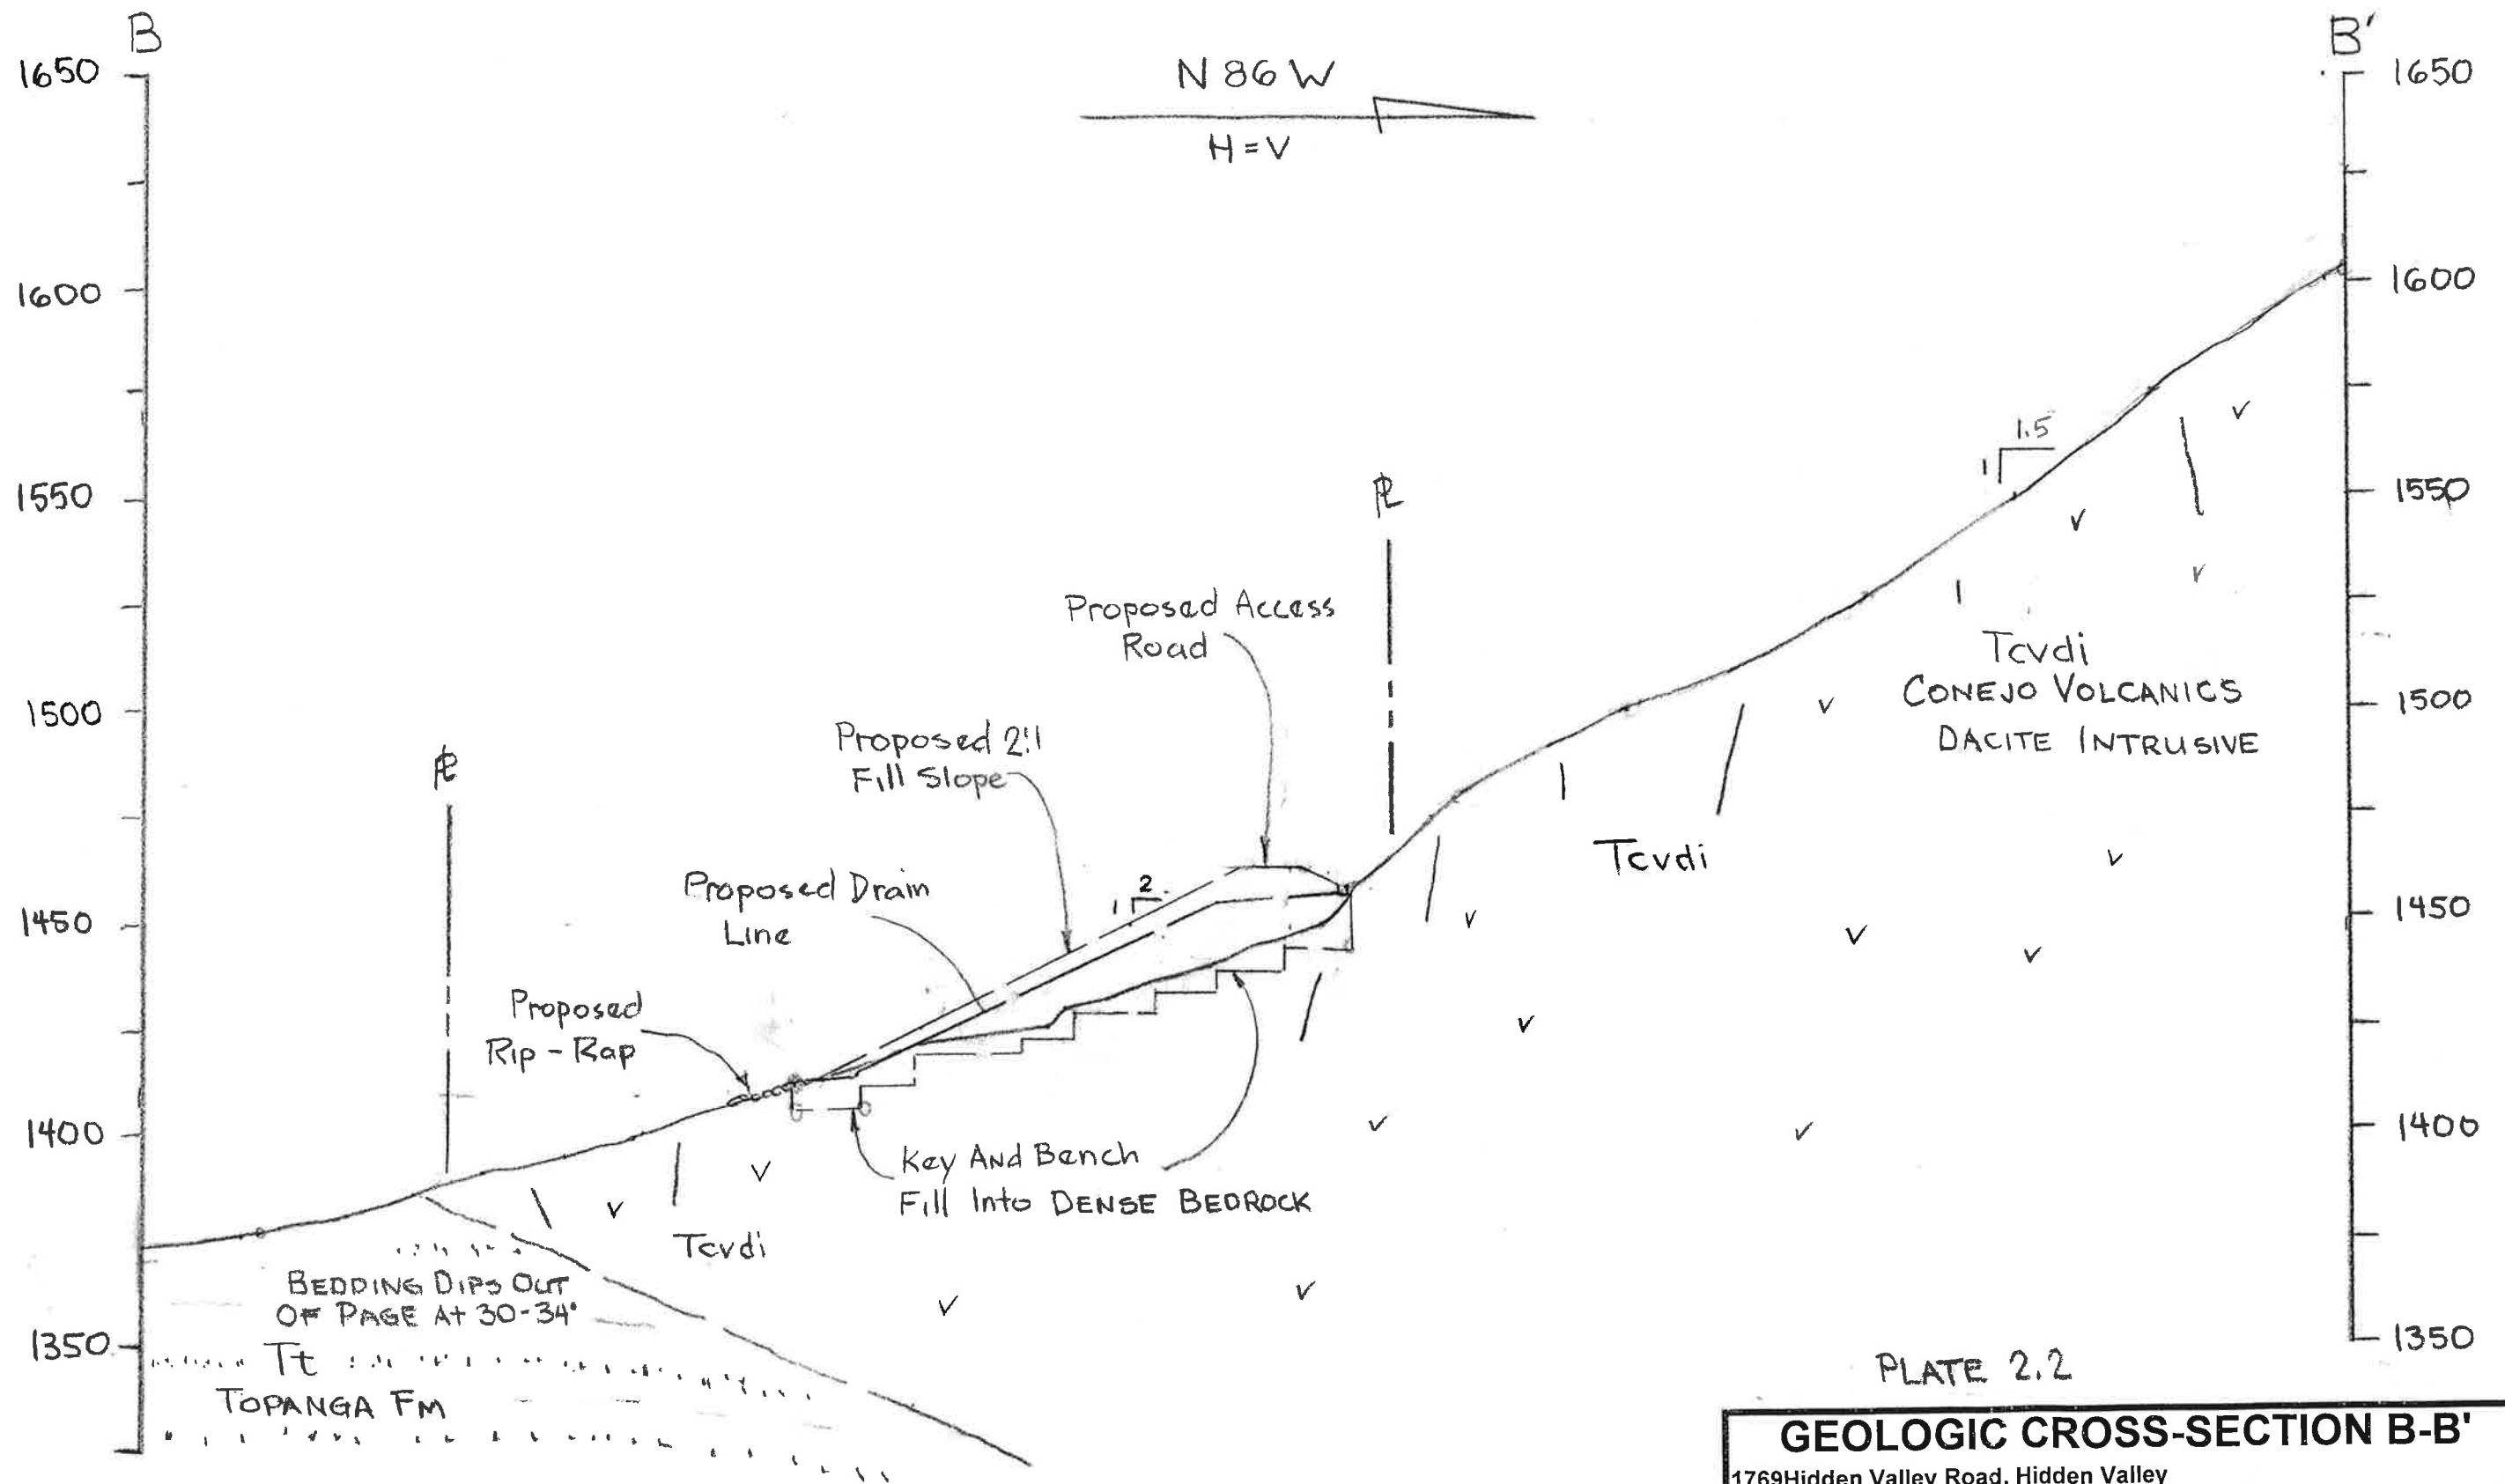 B
B'
1650
1600
1550
1500
1450
1400
1350
N 86 W
H = V
1650
1600
1550
1500
1450
1400
1350
PL
PL
1.5
1
Proposed Access
Road
Proposed 2:1
Fill Slope
2
1
Proposed Drain
Line
Proposed
Rip-Rap
Key And Bench
Fill Into DENSE BEDROCK
Tcvdi
CONEJO VOLCANICS
DACITE INTRUSIVE
Tcvdi
Tcvdi
BEDDING DIPS OUT
OF PAGE At 30-34°
Tt
TOPANGA FM
PLATE 2.2
GEOLOGIC CROSS-SECTION B-B'
1769Hidden Valley Road, Hidden Valley